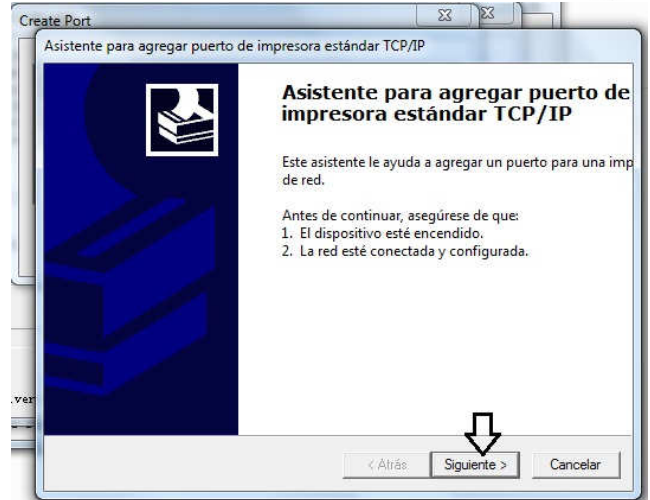 Create Port
Asistente para agregar puerto de impresora estándar TCP/IP
Asistente para agregar puerto de
impresora estándar TCP/IP
Este asistente le ayuda a agregar un puerto para una imp
de red.
Antes de continuar, asegúrese de que:
1. El dispositivo esté encendido.
2. La red esté conectada y configurada.
ver
< Atrás
Siguiente >
Cancelar